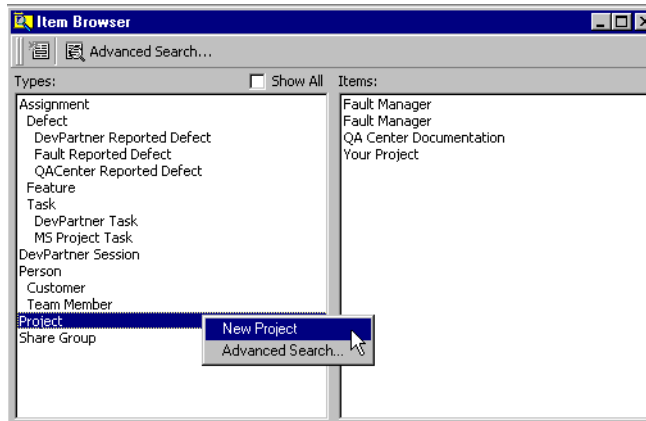 Item Browser
Advanced Search...
Types:
Show All
Items:
Assignment
Defect
DevPartner Reported Defect
Fault Reported Defect
QACenter Reported Defect
Feature
Task
DevPartner Task
MS Project Task
DevPartner Session
Person
Customer
Team Member
Project
Share Group
New Project
Advanced Search...
Fault Manager
Fault Manager
QA Center Documentation
Your Project